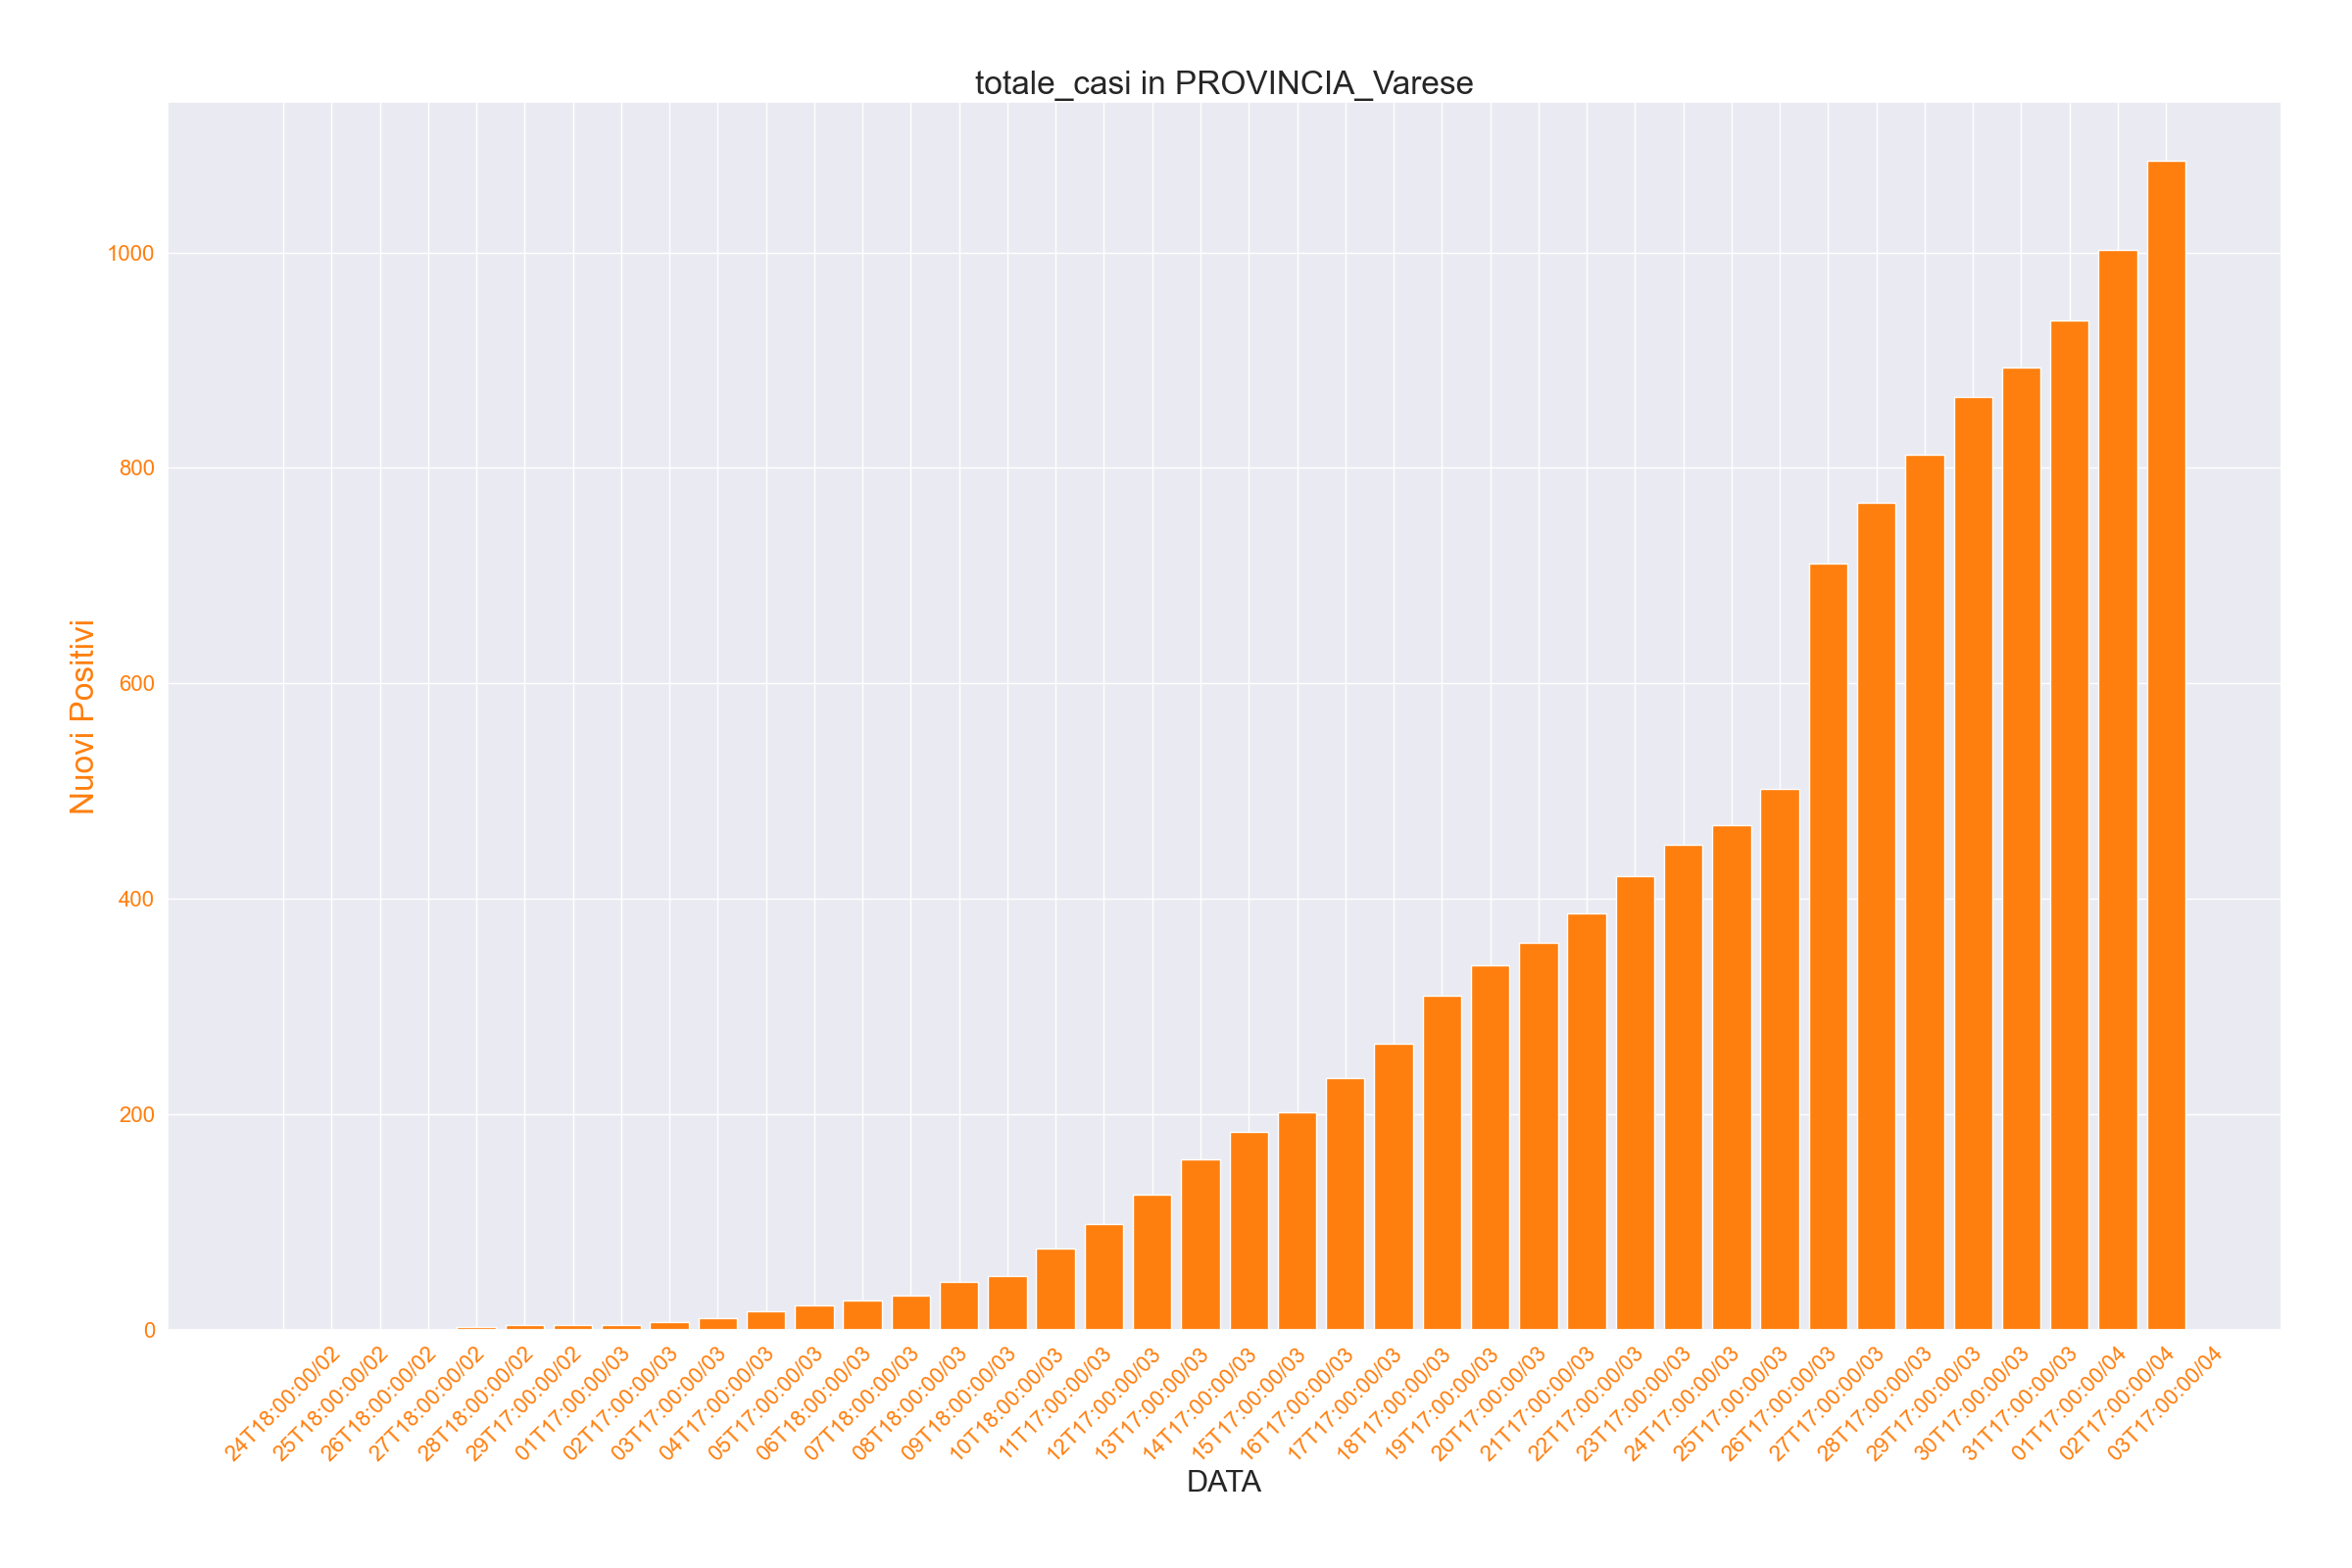 totale_casi in PROVINCIA_Varese
Nuovi Positivi
1000
800
600
400
200
0
24T18:00:00/02
25T18:00:00/02
26T18:00:00/02
27T18:00:00/02
28T18:00:00/02
29T17:00:00/02
01T17:00:00/03
02T17:00:00/03
03T17:00:00/03
04T17:00:00/03
05T17:00:00/03
06T18:00:00/03
07T18:00:00/03
08T18:00:00/03
09T18:00:00/03
10T18:00:00/03
11T17:00:00/03
12T17:00:00/03
13T17:00:00/03
14T17:00:00/03
15T17:00:00/03
16T17:00:00/03
17T17:00:00/03
18T17:00:00/03
19T17:00:00/03
20T17:00:00/03
21T17:00:00/03
22T17:00:00/03
23T17:00:00/03
24T17:00:00/03
25T17:00:00/03
26T17:00:00/03
27T17:00:00/03
28T17:00:00/03
29T17:00:00/03
30T17:00:00/03
31T17:00:00/03
01T17:00:00/04
02T17:00:00/04
03T17:00:00/04
DATA